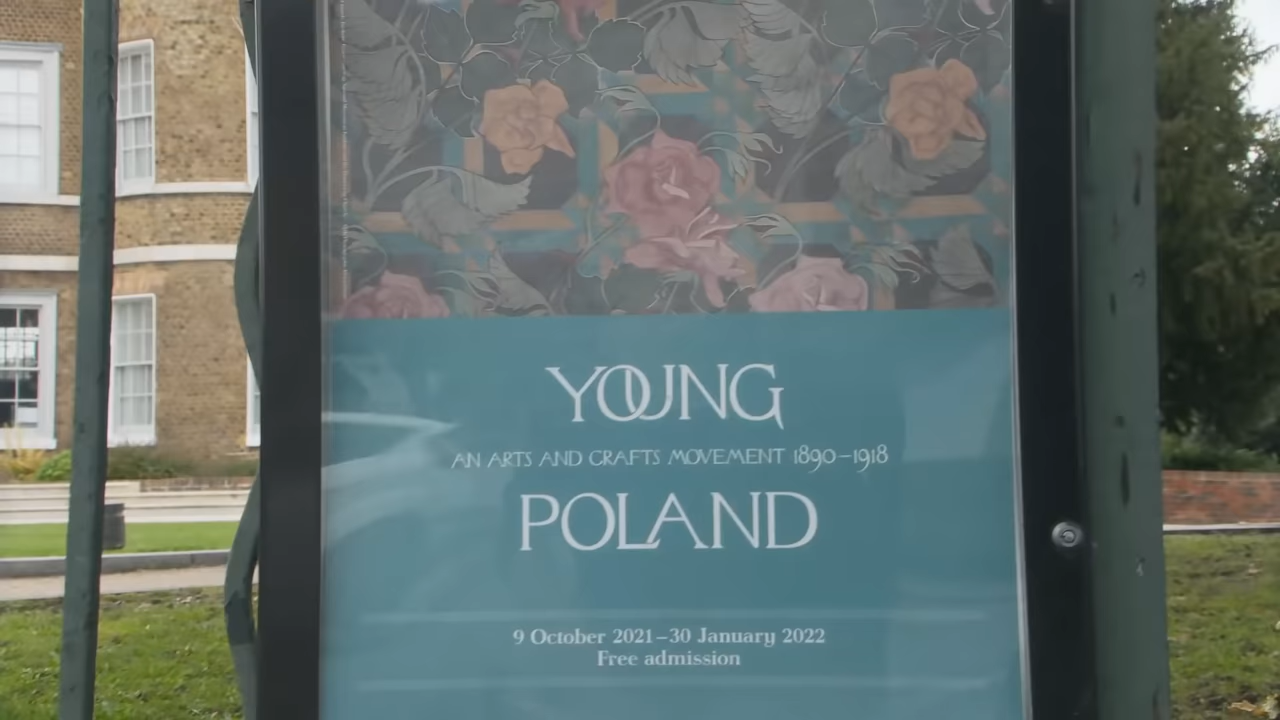 YOUNG
AN ARTS AND CRAFTS MOVEMENT 1890–1918
POLAND
9 October 2021–30 January 2022
Free admission